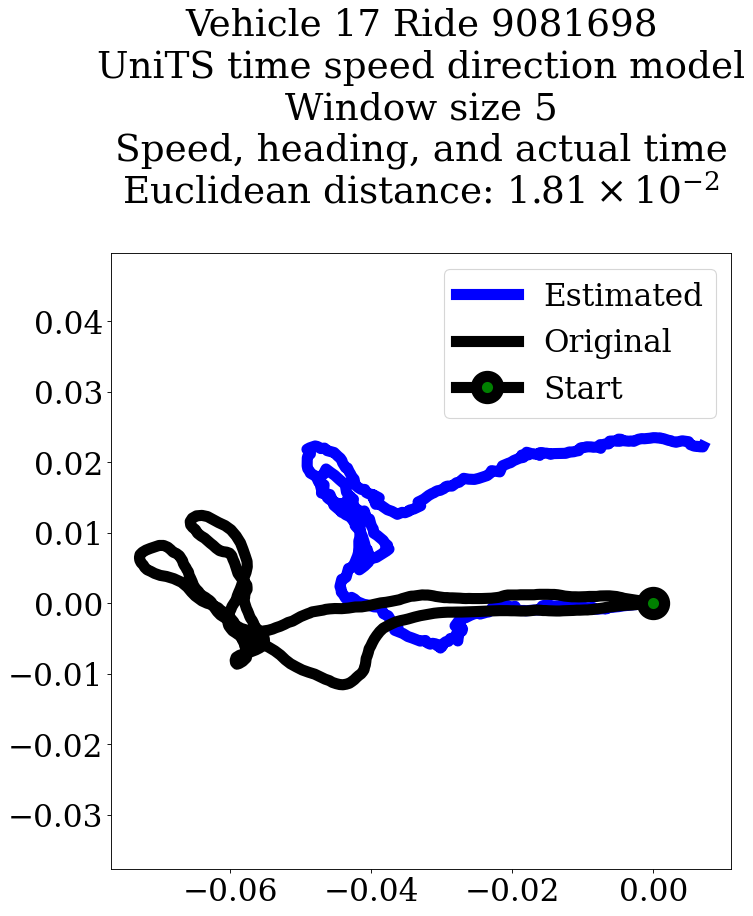 Vehicle 17 Ride 9081698
UniTS time speed direction model
Window size 5
Speed, heading, and actual time
Euclidean distance: 1.81 × 10⁻²
Estimated
Original
Start
0.04
0.03
0.02
0.01
0.00
−0.01
−0.02
−0.03
−0.06 −0.04 −0.02 0.00